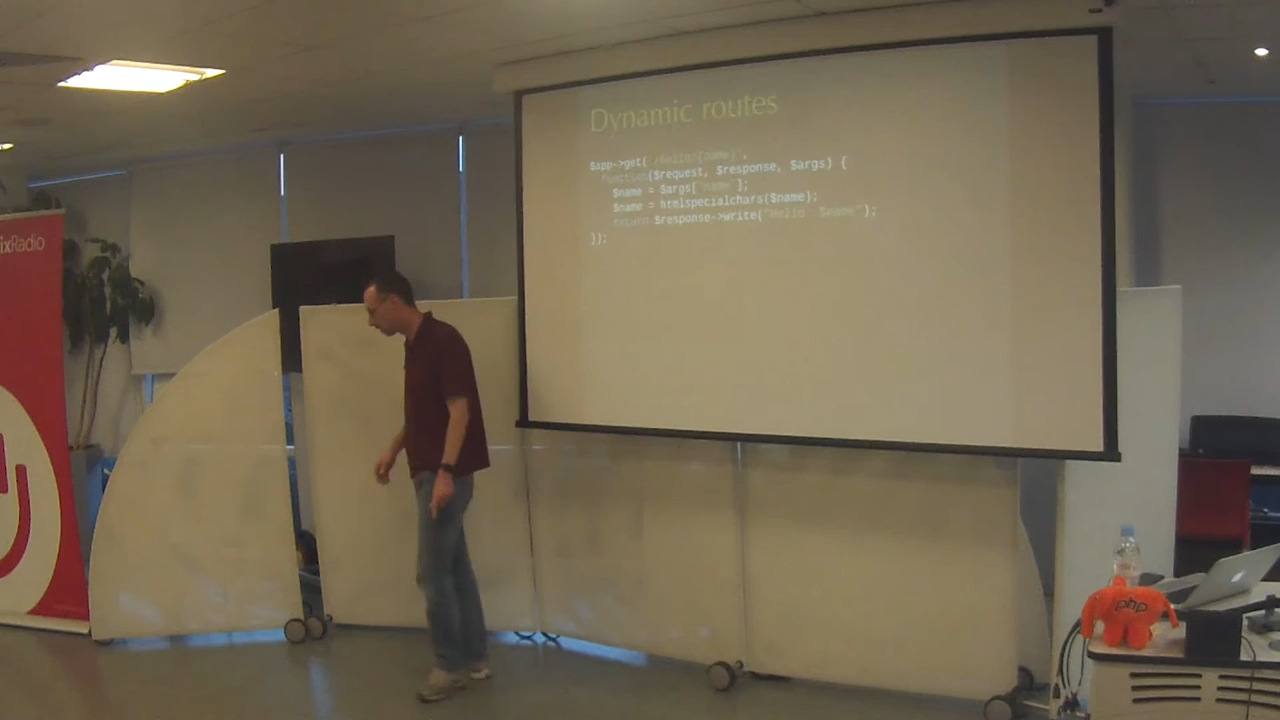 Dynamic routes
$app->get('/hello/{name}',
function($request, $response, $args) {
$name = $args["name"];
$name = htmlspecialchars($name);
return $response->write("Hello $name");
});
ixRadio
php